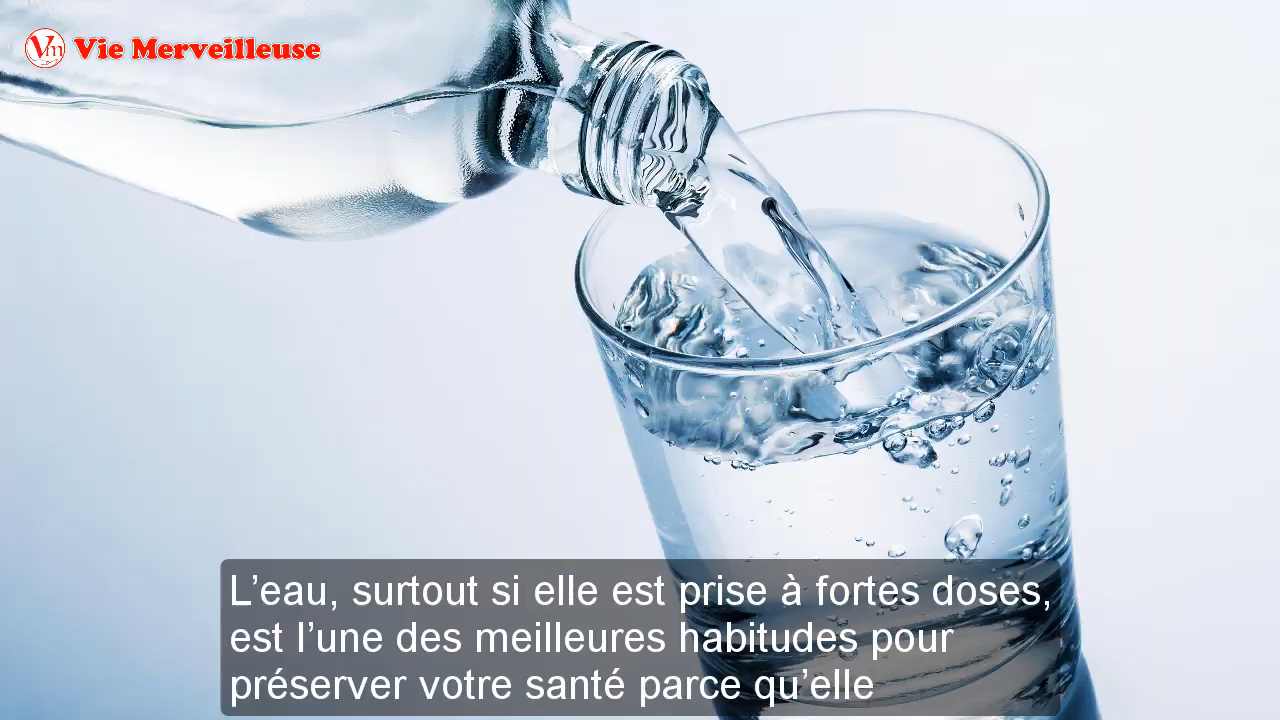 Vm Vie Merveilleuse
L’eau, surtout si elle est prise à fortes doses,
est l’une des meilleures habitudes pour
préserver votre santé parce qu’elle